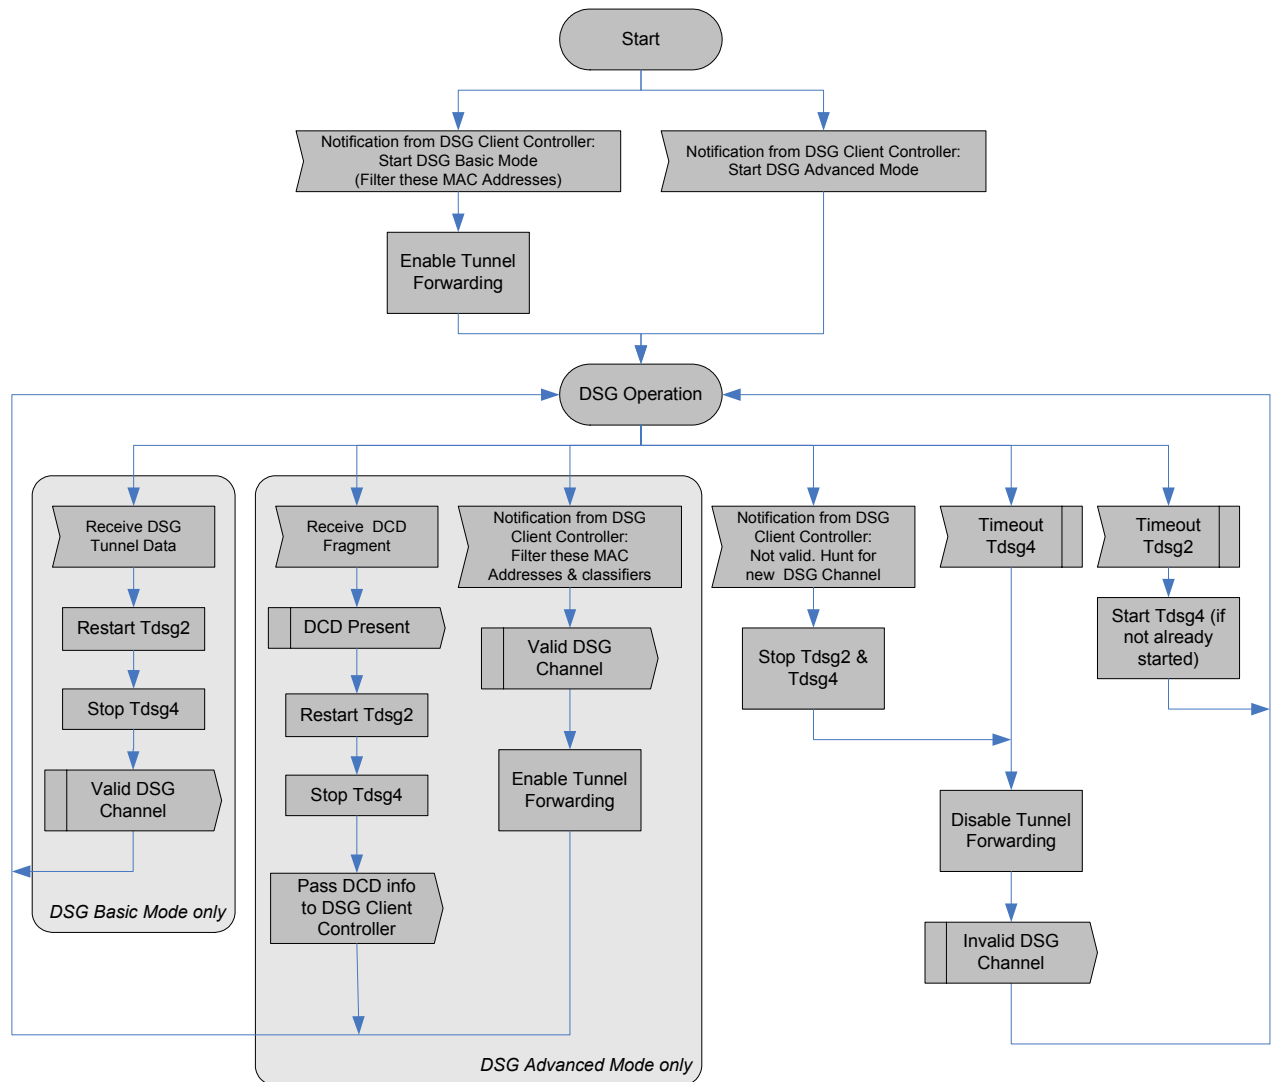 Start
Notification from DSG Client Controller:
Start DSG Basic Mode
(Filter these MAC Addresses)
Notification from DSG Client Controller:
Start DSG Advanced Mode
Enable Tunnel
Forwarding
DSG Operation
Receive DSG
Tunnel Data
Restart Tdsg2
Stop Tdsg4
Valid DSG
Channel
DSG Basic Mode only
Receive DCD
Fragment
DCD Present
Restart Tdsg2
Stop Tdsg4
Pass DCD info
to DSG Client
Controller
Notification from DSG
Client Controller:
Filter these MAC
Addresses & classifiers
Valid DSG
Channel
Enable Tunnel
Forwarding
DSG Advanced Mode only
Notification from DSG
Client Controller:
Not valid. Hunt for
new DSG Channel
Stop Tdsg2 &
Tdsg4
Timeout
Tdsg4
Disable Tunnel
Forwarding
Invalid DSG
Channel
Timeout
Tdsg2
Start Tdsg4 (if
not already
started)